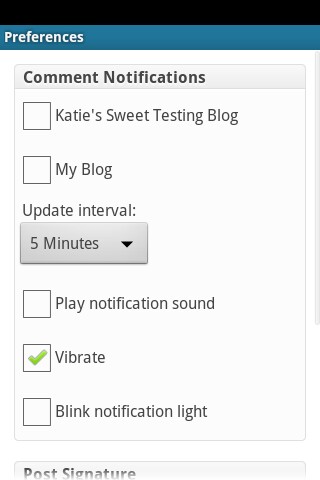 Preferences
Comment Notifications
Katie's Sweet Testing Blog
My Blog
Update interval:
5 Minutes
Play notification sound
Vibrate
Blink notification light
Post Signature